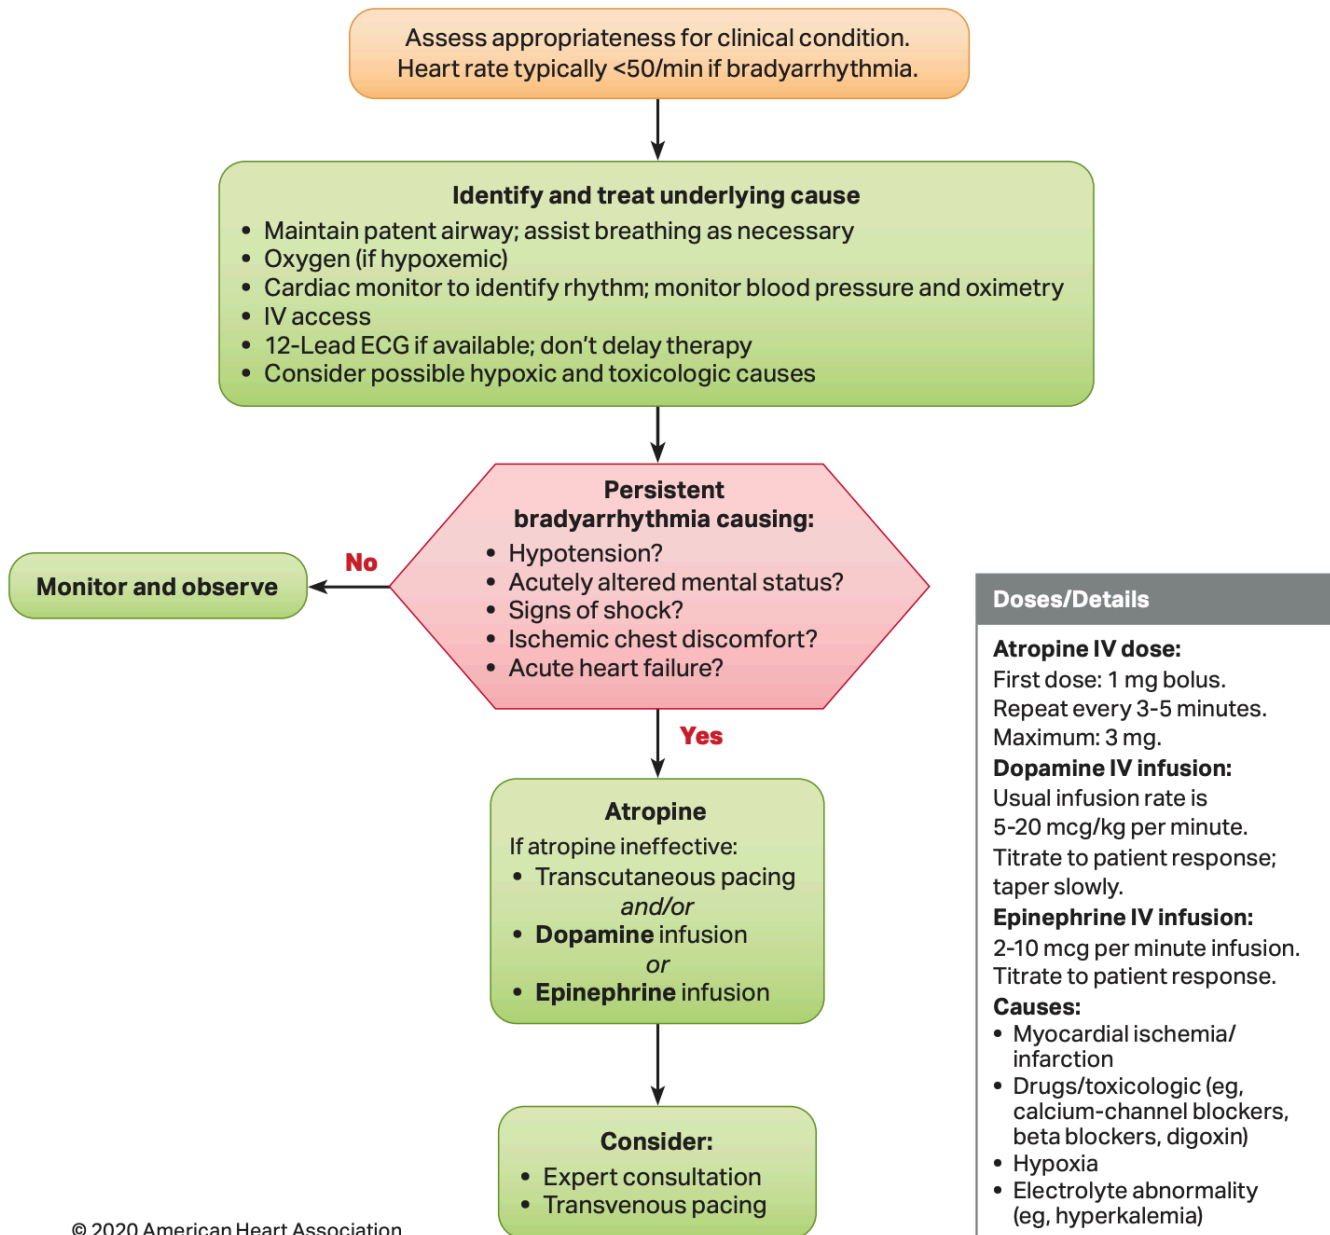 Assess appropriateness for clinical condition.
Heart rate typically <50/min if bradyarrhythmia.
Identify and treat underlying cause
• Maintain patent airway; assist breathing as necessary
• Oxygen (if hypoxemic)
• Cardiac monitor to identify rhythm; monitor blood pressure and oximetry
• IV access
• 12-Lead ECG if available; don't delay therapy
• Consider possible hypoxic and toxicologic causes
Persistent
bradyarrhythmia causing:
• Hypotension?
• Acutely altered mental status?
• Signs of shock?
• Ischemic chest discomfort?
• Acute heart failure?
No
Monitor and observe
Yes
Atropine
If atropine ineffective:
• Transcutaneous pacing
and/or
• Dopamine infusion
or
• Epinephrine infusion
Consider:
• Expert consultation
• Transvenous pacing
Doses/Details
Atropine IV dose:
First dose: 1 mg bolus.
Repeat every 3-5 minutes.
Maximum: 3 mg.
Dopamine IV infusion:
Usual infusion rate is
5-20 mcg/kg per minute.
Titrate to patient response;
taper slowly.
Epinephrine IV infusion:
2-10 mcg per minute infusion.
Titrate to patient response.
Causes:
• Myocardial ischemia/
infarction
• Drugs/toxicologic (eg,
calcium-channel blockers,
beta blockers, digoxin)
• Hypoxia
• Electrolyte abnormality
(eg, hyperkalemia)
© 2020 American Heart Association